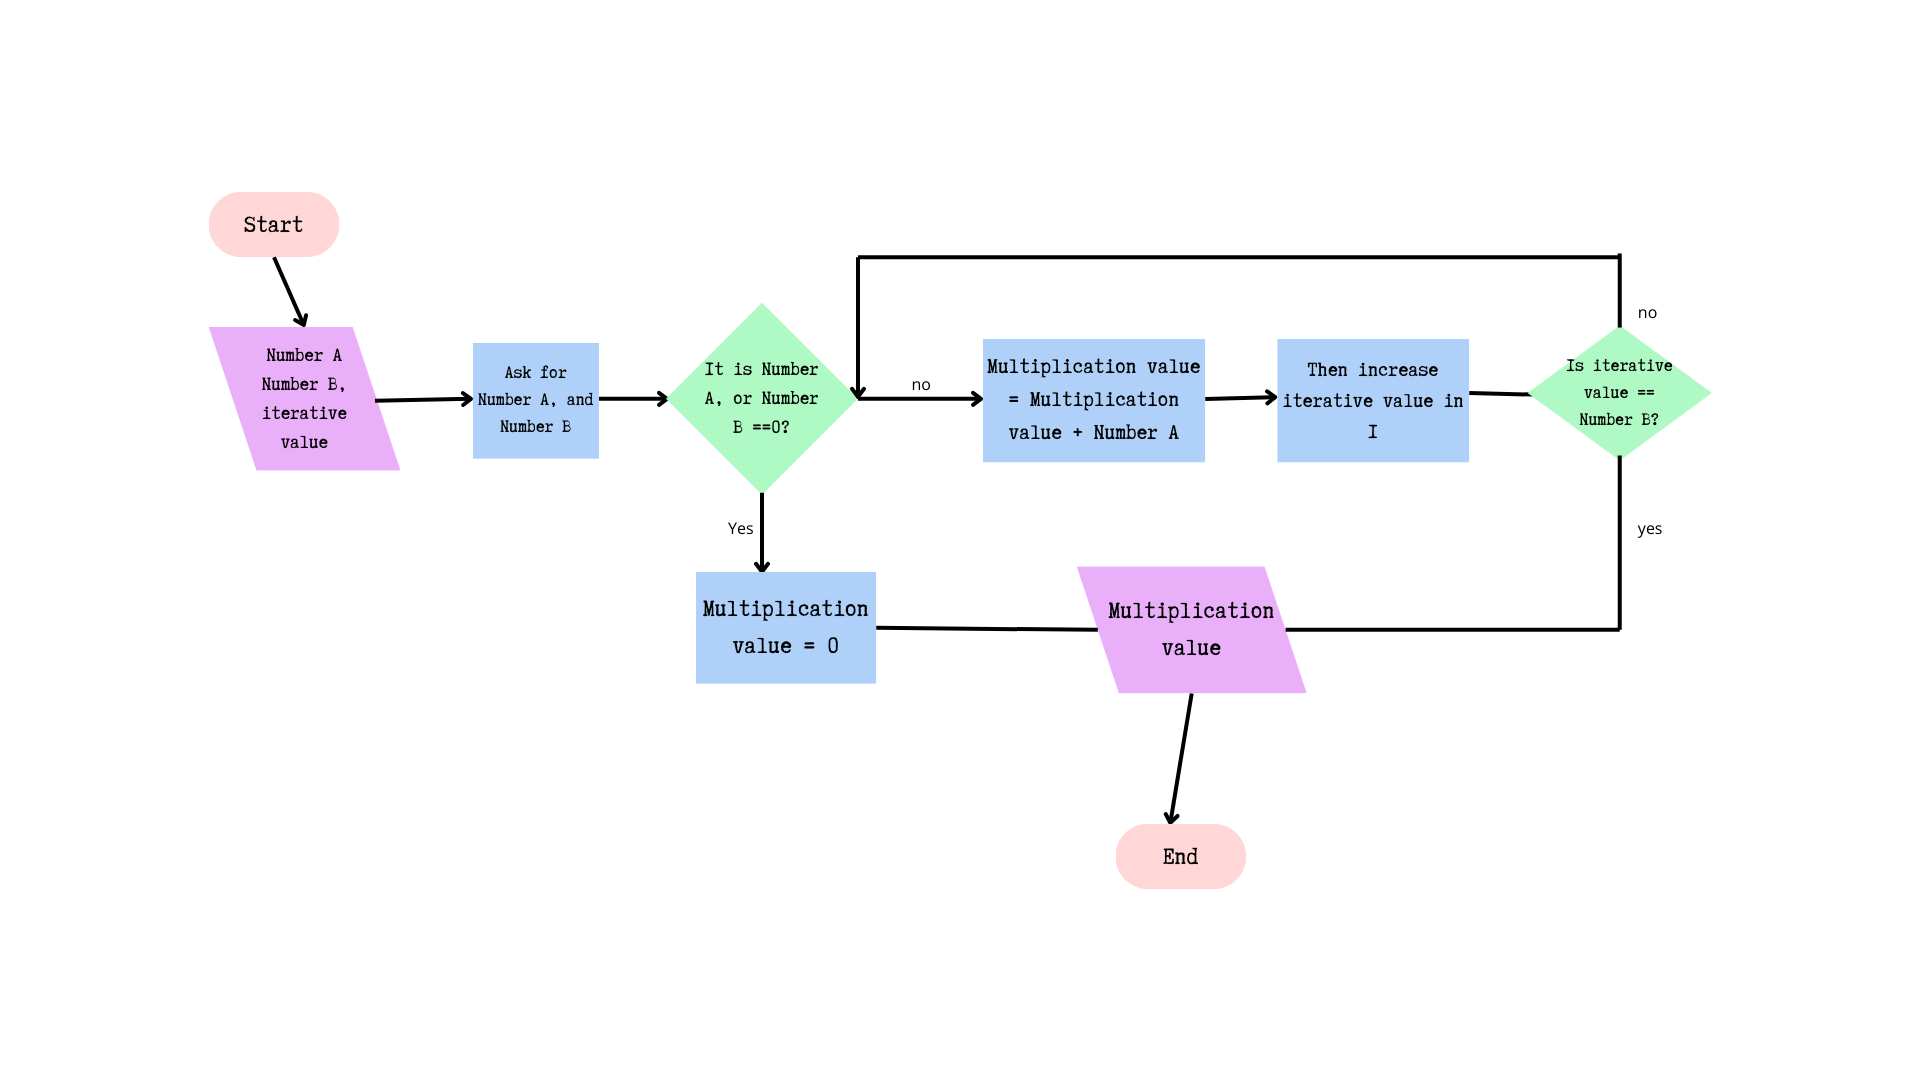 Start
Number A
Number B,
iterative
value
Ask for
Number A, and
Number B
It is Number
A, or Number
B ==0?
no
Multiplication value
= Multiplication
value + Number A
Then increase
iterative value in
I
Is iterative
value ==
Number B?
no
yes
Yes
Multiplication
value = 0
Multiplication
value
End